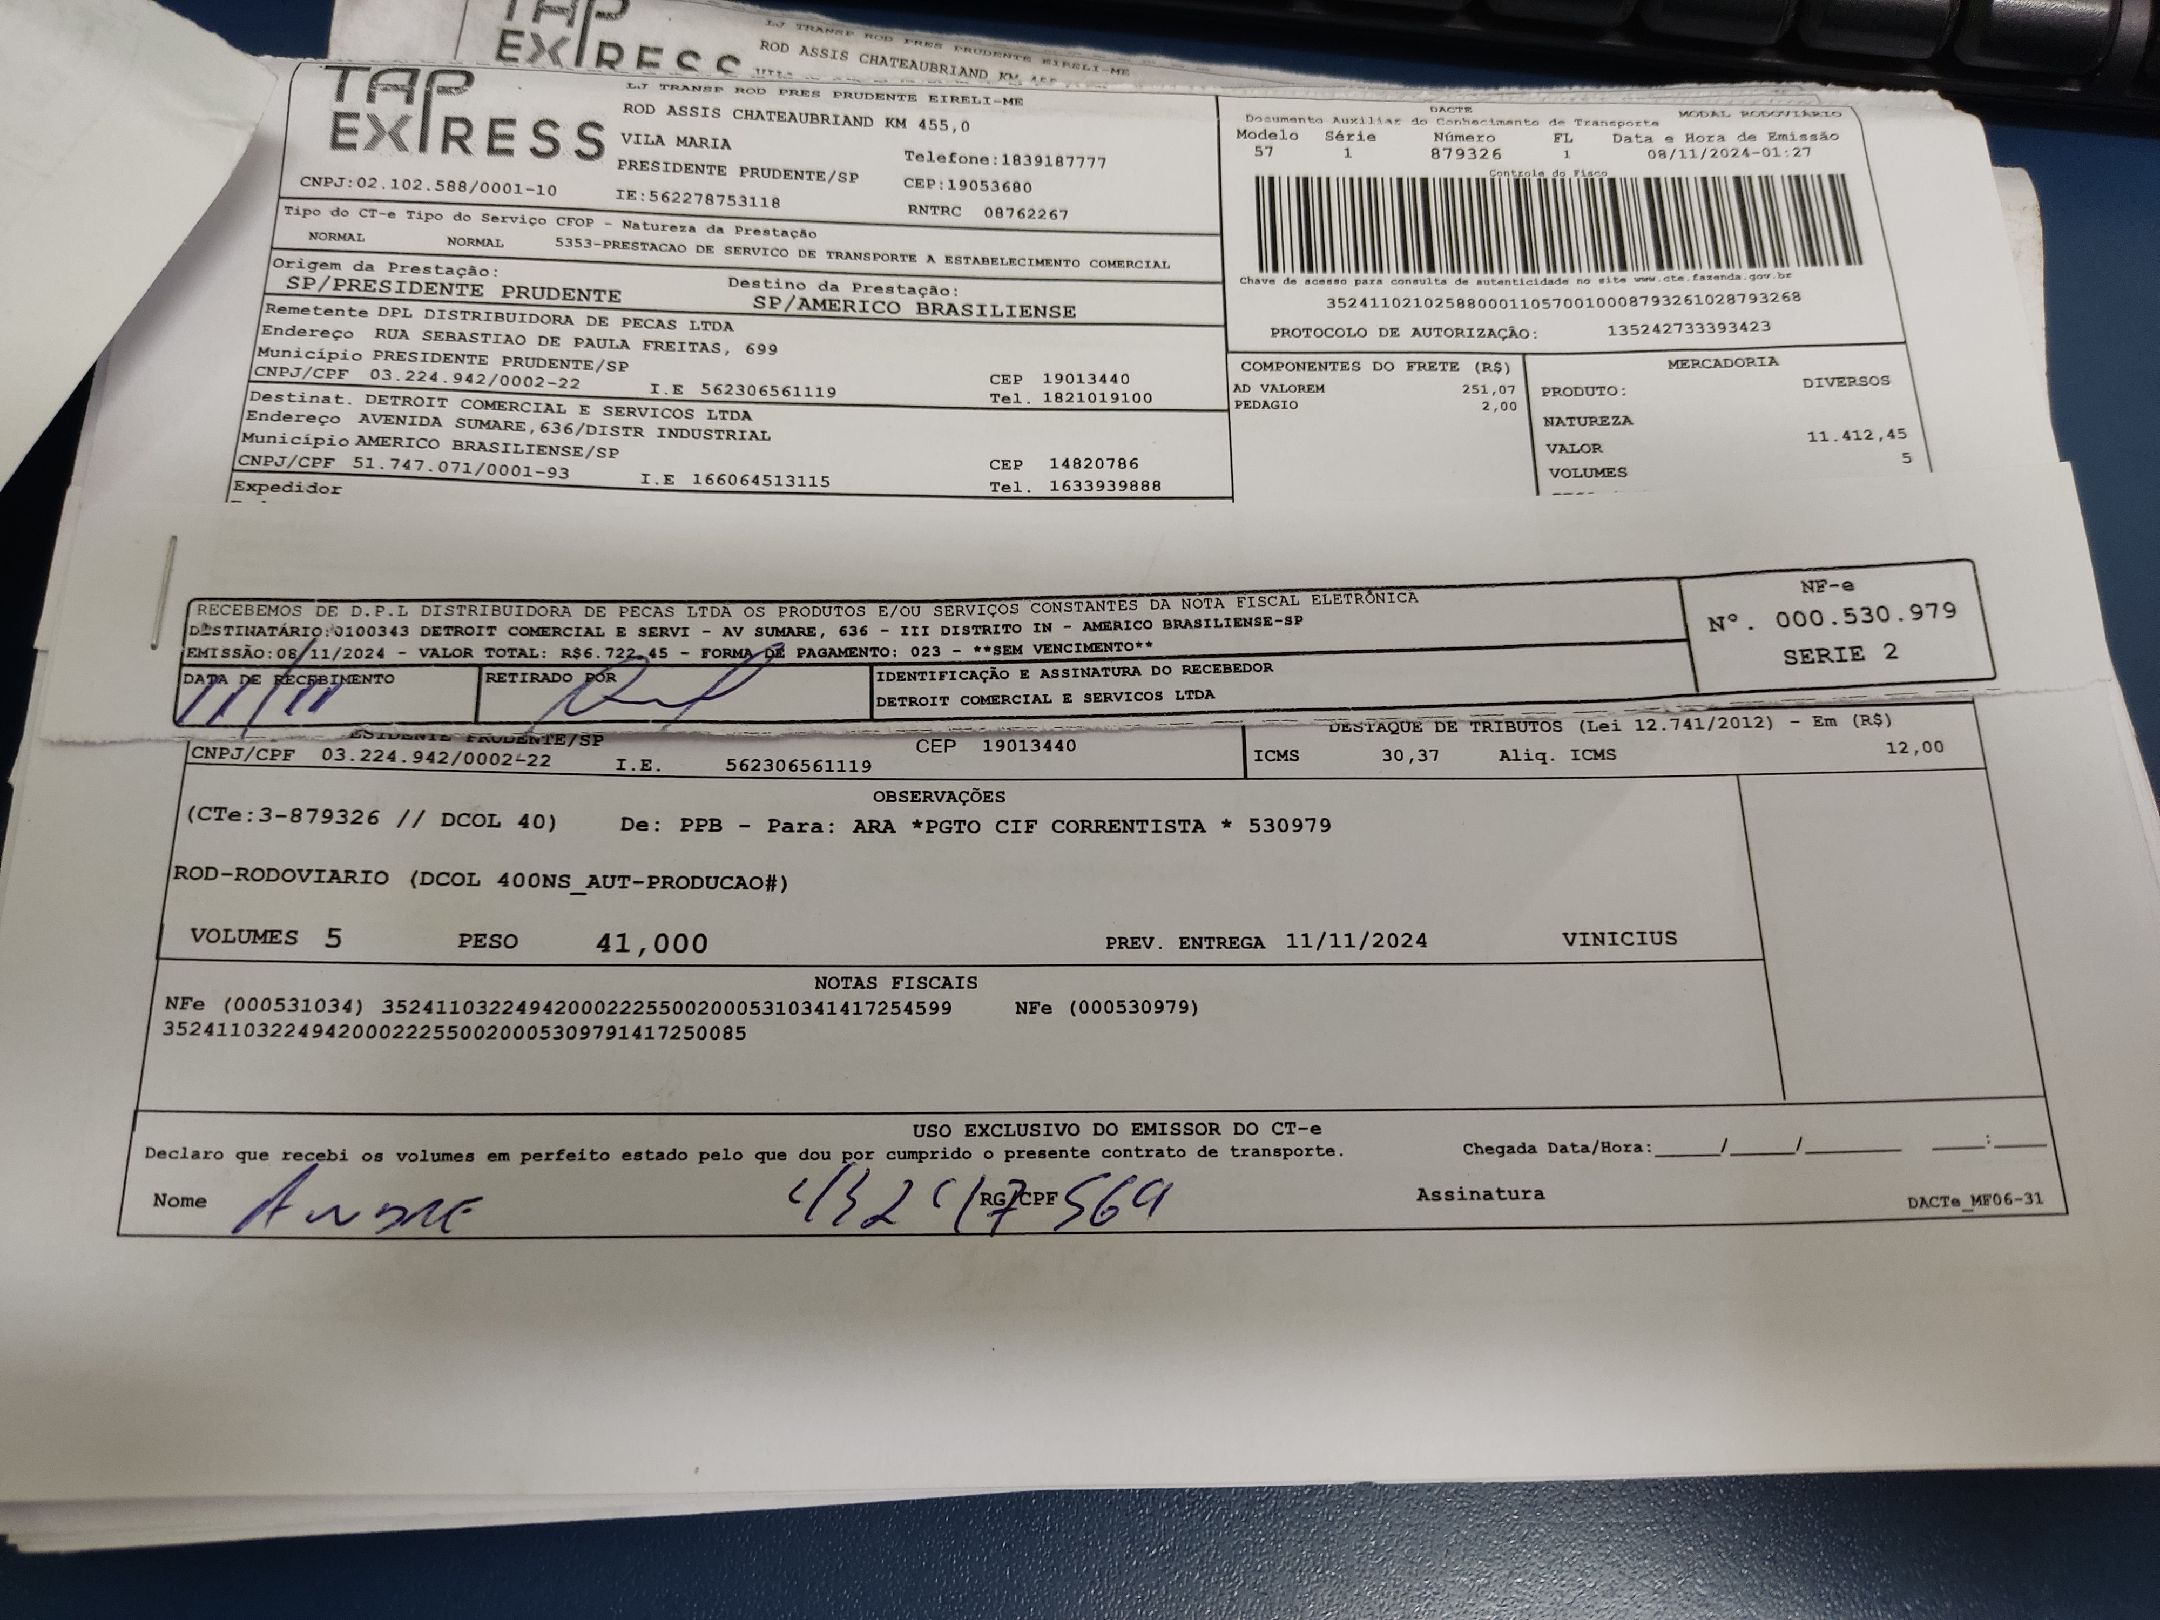 TAP
EXPRESS
ROD ASSIS CHATEAUBRIAND KM
TAP
EXPRESS
CNPJ:02.102.588/0001-10
LJ TRANSP ROD PRES PRUDENTE EIRELI-ME
ROD ASSIS CHATEAUBRIAND KM 455,0
VILA MARIA
Telefone:1839187777
PRESIDENTE PRUDENTE/SP
CEP:19053680
IE:562278753118
RNTRC 08762267
DACTE
MODAL RODOVIÁRIO
Documento Auxiliar do Conhecimento de Transporte
Modelo Série Número FL Data e Hora de Emissão
57 1 879326 1 08/11/2024-01:27
Controle do Fisco
Chave de acesso para consulta de autenticidade no site www.cte.fazenda.gov.br
35241102102588000110570010008793261028793268
PROTOCOLO DE AUTORIZAÇÃO: 135242733393423
Tipo do CT-e Tipo do Serviço CFOP - Natureza da Prestação
NORMAL NORMAL 5353-PRESTACAO DE SERVICO DE TRANSPORTE A ESTABELECIMENTO COMERCIAL
Origem da Prestação: Destino da Prestação:
SP/PRESIDENTE PRUDENTE SP/AMERICO BRASILIENSE
Remetente DPL DISTRIBUIDORA DE PECAS LTDA
Endereço RUA SEBASTIAO DE PAULA FREITAS, 699
Município PRESIDENTE PRUDENTE/SP CEP 19013440
CNPJ/CPF 03.224.942/0002-22 I.E 562306561119 Tel. 1821019100
Destinat. DETROIT COMERCIAL E SERVICOS LTDA
Endereço AVENIDA SUMARE,636/DISTR INDUSTRIAL
Município AMERICO BRASILIENSE/SP CEP 14820786
CNPJ/CPF 51.747.071/0001-93 I.E 166064513115 Tel. 1633939888
Expedidor
COMPONENTES DO FRETE (R$)
AD VALOREM 251,07
PEDAGIO 2,00
MERCADORIA
PRODUTO: DIVERSOS
NATUREZA
VALOR 11.412,45
VOLUMES 5
RECEBEMOS DE D.P.L DISTRIBUIDORA DE PECAS LTDA OS PRODUTOS E/OU SERVIÇOS CONSTANTES DA NOTA FISCAL ELETRÔNICA
DESTINATÁRIO:0100343 DETROIT COMERCIAL E SERVI - AV SUMARE, 636 - III DISTRITO IN - AMERICO BRASILIENSE-SP
EMISSÃO:08/11/2024 - VALOR TOTAL: R$6.722,45 - FORMA DE PAGAMENTO: 023 - **SEM VENCIMENTO**
NF-e
Nº. 000.530.979
SERIE 2
DATA DE RECEBIMENTO
11/11
RETIRADO POR
IDENTIFICAÇÃO E ASSINATURA DO RECEBEDOR
DETROIT COMERCIAL E SERVICOS LTDA
CNPJ/CPF 03.224.942/0002-22 I.E. 562306561119 CEP 19013440
DESTAQUE DE TRIBUTOS (Lei 12.741/2012) - Em (R$)
ICMS 30,37 Aliq. ICMS 12,00
OBSERVAÇÕES
(CTe:3-879326 // DCOL 40) De: PPB - Para: ARA *PGTO CIF CORRENTISTA * 530979
ROD-RODOVIARIO (DCOL 400NS_AUT-PRODUCAO#)
VOLUMES 5 PESO 41,000 PREV. ENTREGA 11/11/2024 VINICIUS
NOTAS FISCAIS
NFe (000531034) 35241103224942000222550020005310341417254599 NFe (000530979)
35241103224942000222550020005309791417250085
USO EXCLUSIVO DO EMISSOR DO CT-e
Declaro que recebi os volumes em perfeito estado pelo que dou por cumprido o presente contrato de transporte. Chegada Data/Hora:_____/_____/________ ____:____
Nome ANDRE RG/CPF Assinatura DACTe_MF06-31